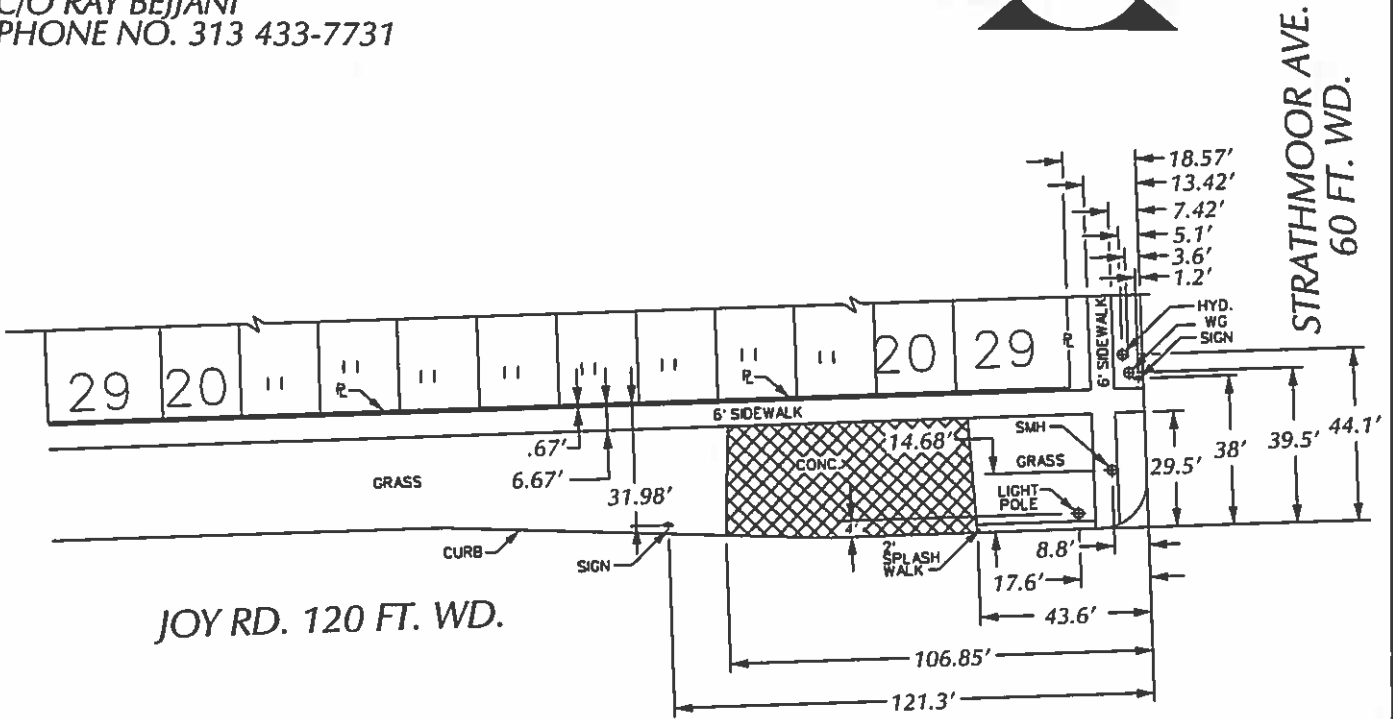 C/O RAY BEJJANI
PHONE NO. 313 433-7731
STRATHMOOR AVE.
60 FT. WD.
18.57'
13.42'
7.42'
5.1'
3.6'
1.2'
HYD.
WG
SIGN
6' SIDEWALK
PL
29 20 " " " " " " " " 20 29
PL
PL
6' SIDEWALK
.67'
6.67'
31.98'
GRASS
CONC.
14.68'
SMH
GRASS
LIGHT
POLE
29.5'
38'
39.5'
44.1'
4'
2'
SPLASH
WALK
CURB
SIGN
8.8'
17.6'
43.6'
106.85'
121.3'
JOY RD. 120 FT. WD.